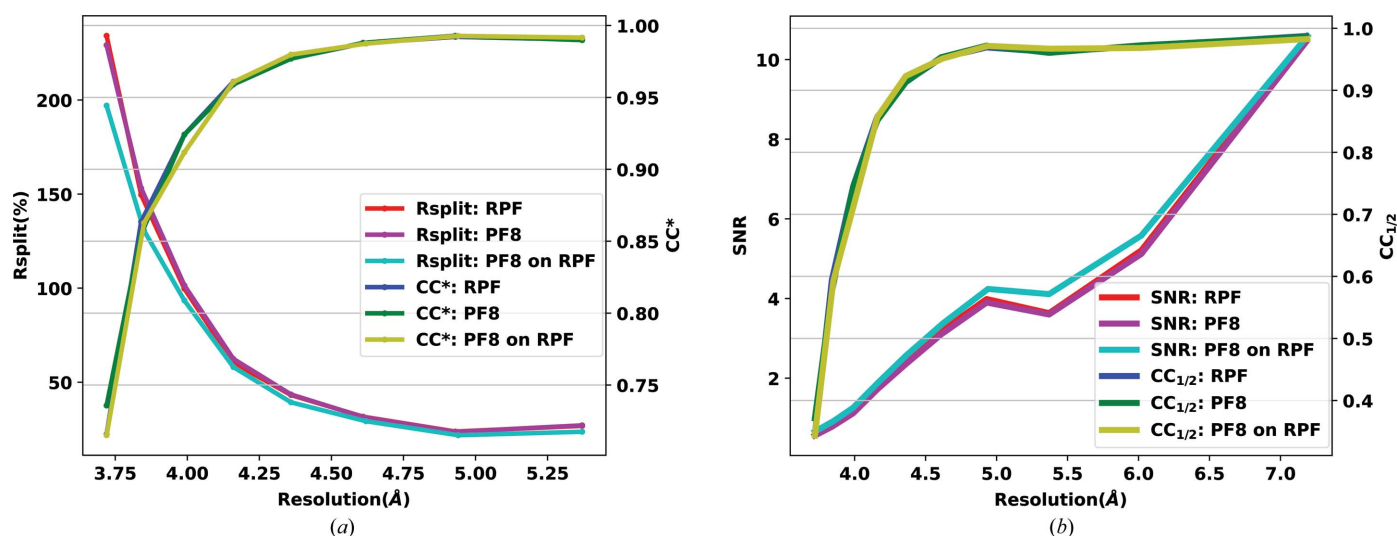 200
150
100
50
Rsplit(%)
3.75
4.00
4.25
4.50
4.75
5.00
5.25
Resolution(Å)
1.00
0.95
0.90
0.85
0.80
0.75
CC*
Rsplit: RPF
Rsplit: PF8
Rsplit: PF8 on RPF
CC*: RPF
CC*: PF8
CC*: PF8 on RPF
(a)
10
8
6
4
2
SNR
4.0
4.5
5.0
5.5
6.0
6.5
7.0
Resolution(Å)
1.0
0.9
0.8
0.7
0.6
0.5
0.4
CC1/2
SNR: RPF
SNR: PF8
SNR: PF8 on RPF
CC1/2: RPF
CC1/2: PF8
CC1/2: PF8 on RPF
(b)